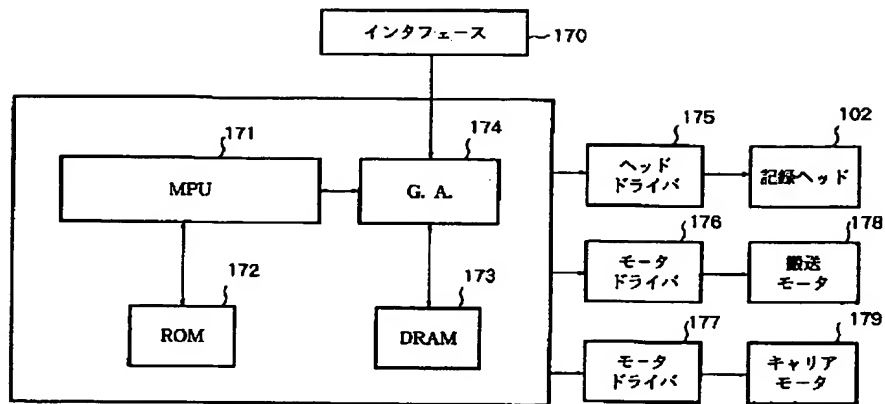 インタフェース
170
171
174
175
102
MPU
G. A.
ヘッド
ドライバ
記録ヘッド
176
178
172
173
モータ
ドライバ
搬送
モータ
ROM
DRAM
177
179
モータ
ドライバ
キャリア
モータ